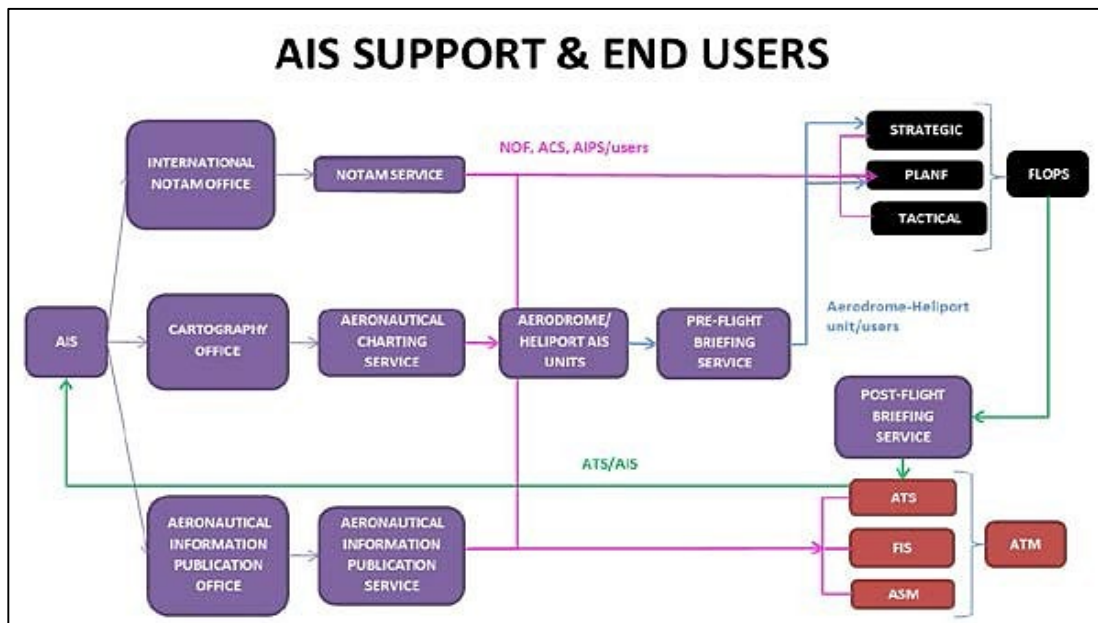 AIS SUPPORT & END USERS
INTERNATIONAL
NOTAM OFFICE
NOTAM SERVICE
NOF, ACS, AIPS/users
STRATEGIC
PLANF
TACTICAL
FLOPS
AIS
CARTOGRAPHY
OFFICE
AERONAUTICAL
CHARTING
SERVICE
AERODROME/
HELIPORT AIS
UNITS
PRE-FLIGHT
BRIEFING
SERVICE
Aerodrome-Heliport
unit/users
POST-FLIGHT
BRIEFING
SERVICE
ATS/AIS
AERONAUTICAL
INFORMATION
PUBLICATION
OFFICE
AERONAUTICAL
INFORMATION
PUBLICATION
SERVICE
ATS
FIS
ASM
ATM